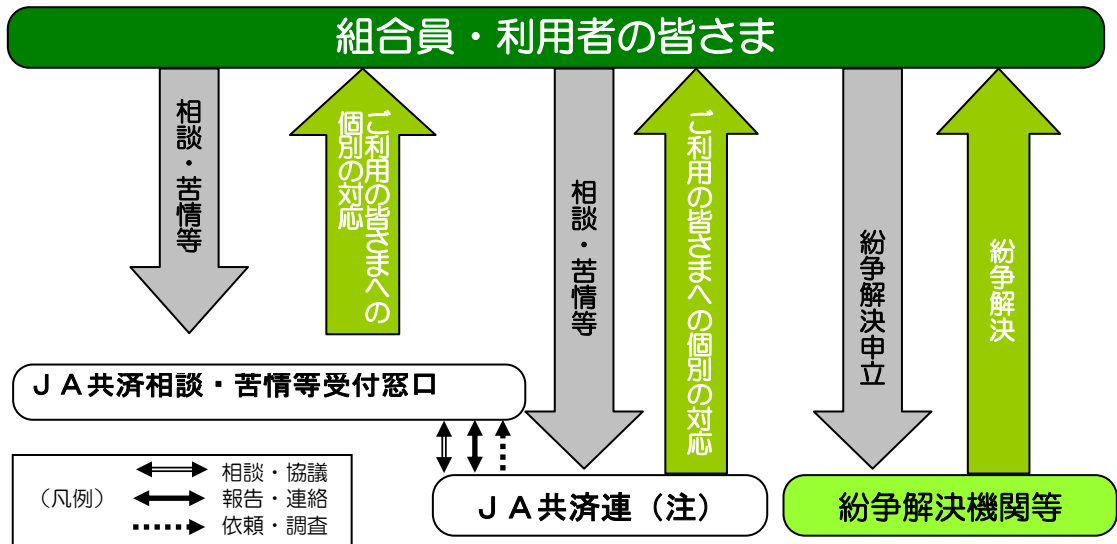 組合員・利用者の皆さま
相談・苦情等
ご利用の皆さまへの
個別の対応
相談・苦情等
ご利用の皆さまへの個別の対応
紛争解決申立
紛争解決
ＪＡ共済相談・苦情等受付窓口
（凡例）
相談・協議
報告・連絡
依頼・調査
ＪＡ共済連（注）
紛争解決機関等